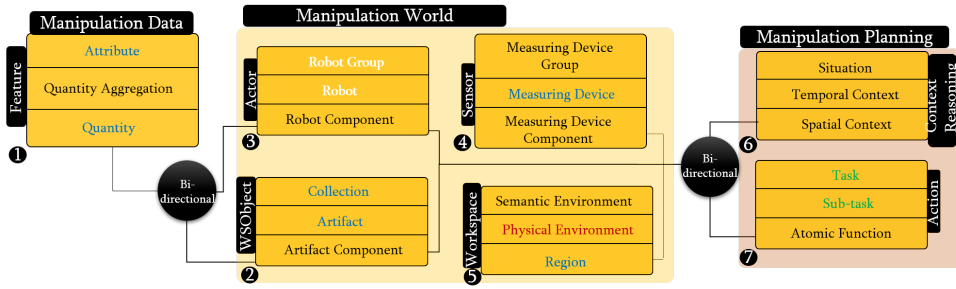 Manipulation Data
Feature
Attribute
Quantity Aggregation
Quantity
1
Bi-
directional
Manipulation World
Actor
Robot Group
Robot
Robot Component
3
WSObject
Collection
Artifact
Artifact Component
2
Sensor
Measuring Device
Group
Measuring Device
Measuring Device
Component
4
Workspace
Semantic Environment
Physical Environment
Region
5
Bi-
directional
Manipulation Planning
Situation
Temporal Context
Spatial Context
Context
Reasoning
6
Task
Sub-task
Atomic Function
Action
7